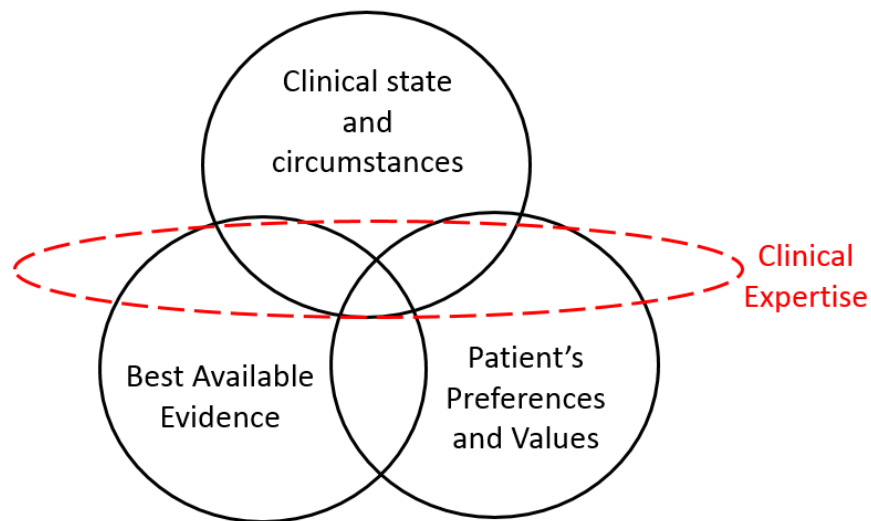 Clinical state
and
circumstances
Clinical
Expertise
Best Available
Evidence
Patient’s
Preferences
and Values